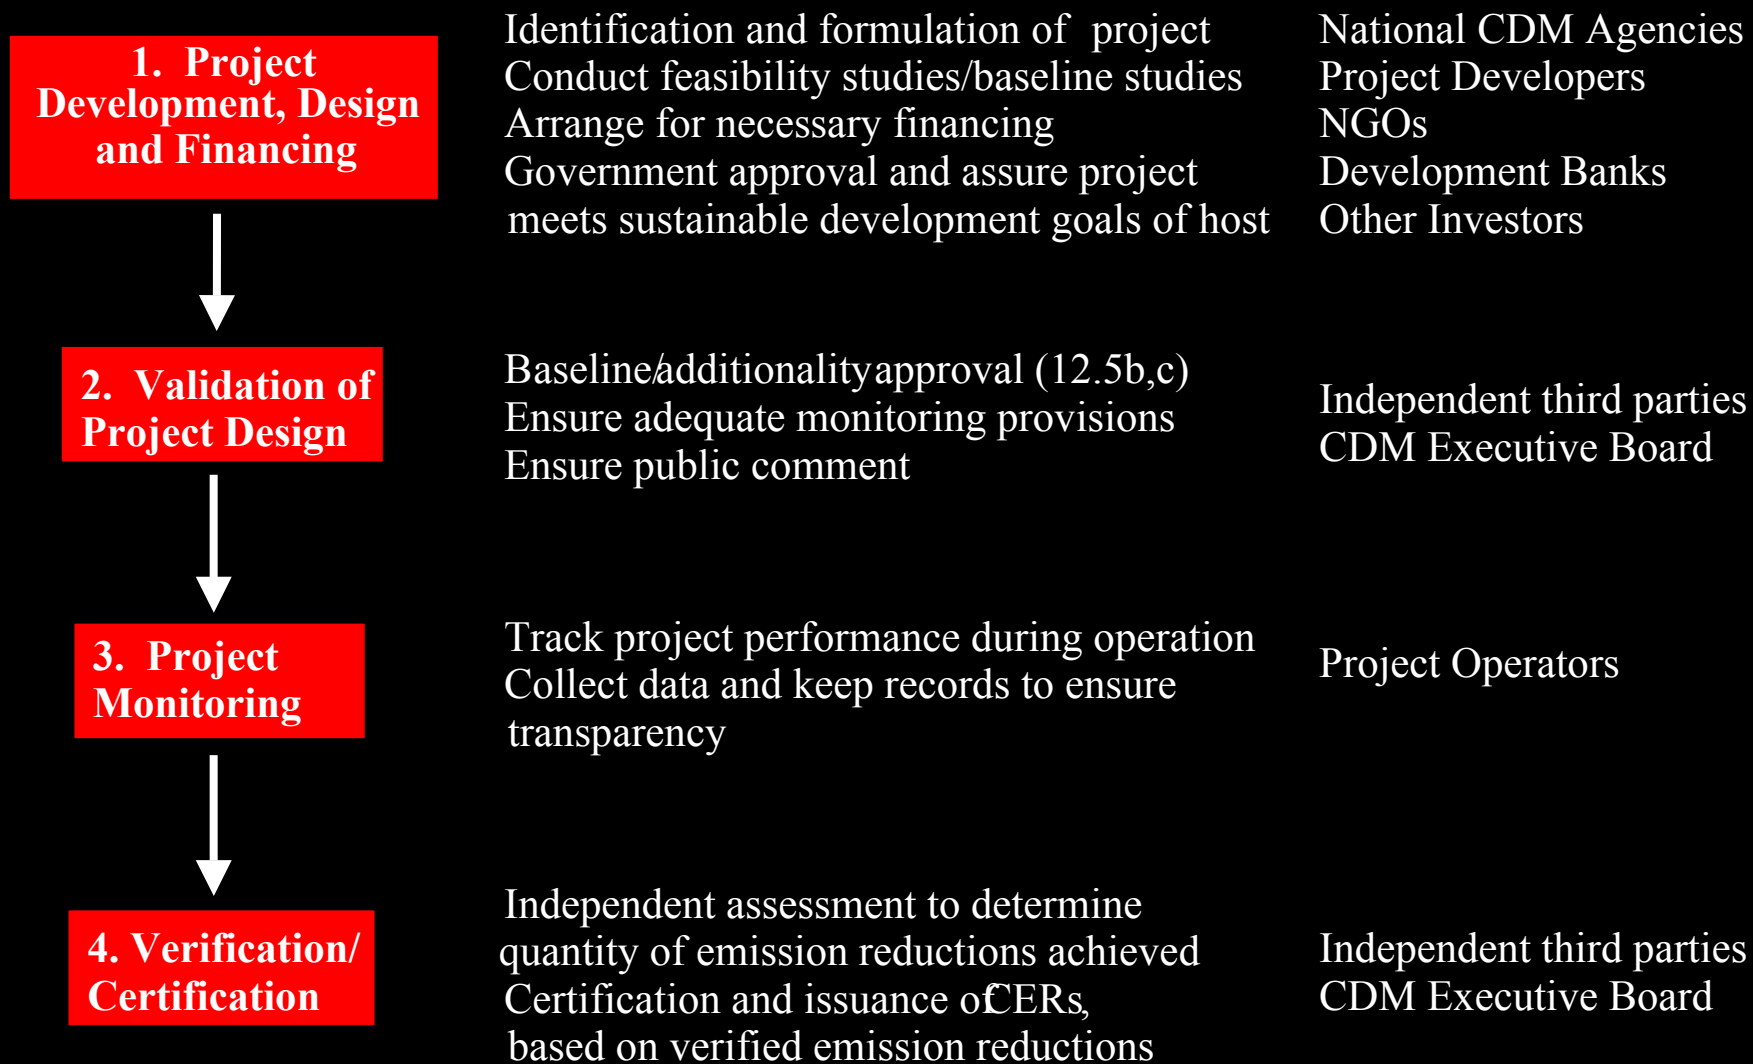 1. Project
Development, Design
and Financing
Identification and formulation of project
Conduct feasibility studies/baseline studies
Arrange for necessary financing
Government approval and assure project
meets sustainable development goals of host
National CDM Agencies
Project Developers
NGOs
Development Banks
Other Investors
2. Validation of
Project Design
Baseline/additionality approval (12.5b,c)
Ensure adequate monitoring provisions
Ensure public comment
Independent third parties
CDM Executive Board
3. Project
Monitoring
Track project performance during operation
Collect data and keep records to ensure
transparency
Project Operators
4. Verification/
Certification
Independent assessment to determine
quantity of emission reductions achieved
Certification and issuance of CERs,
based on verified emission reductions
Independent third parties
CDM Executive Board